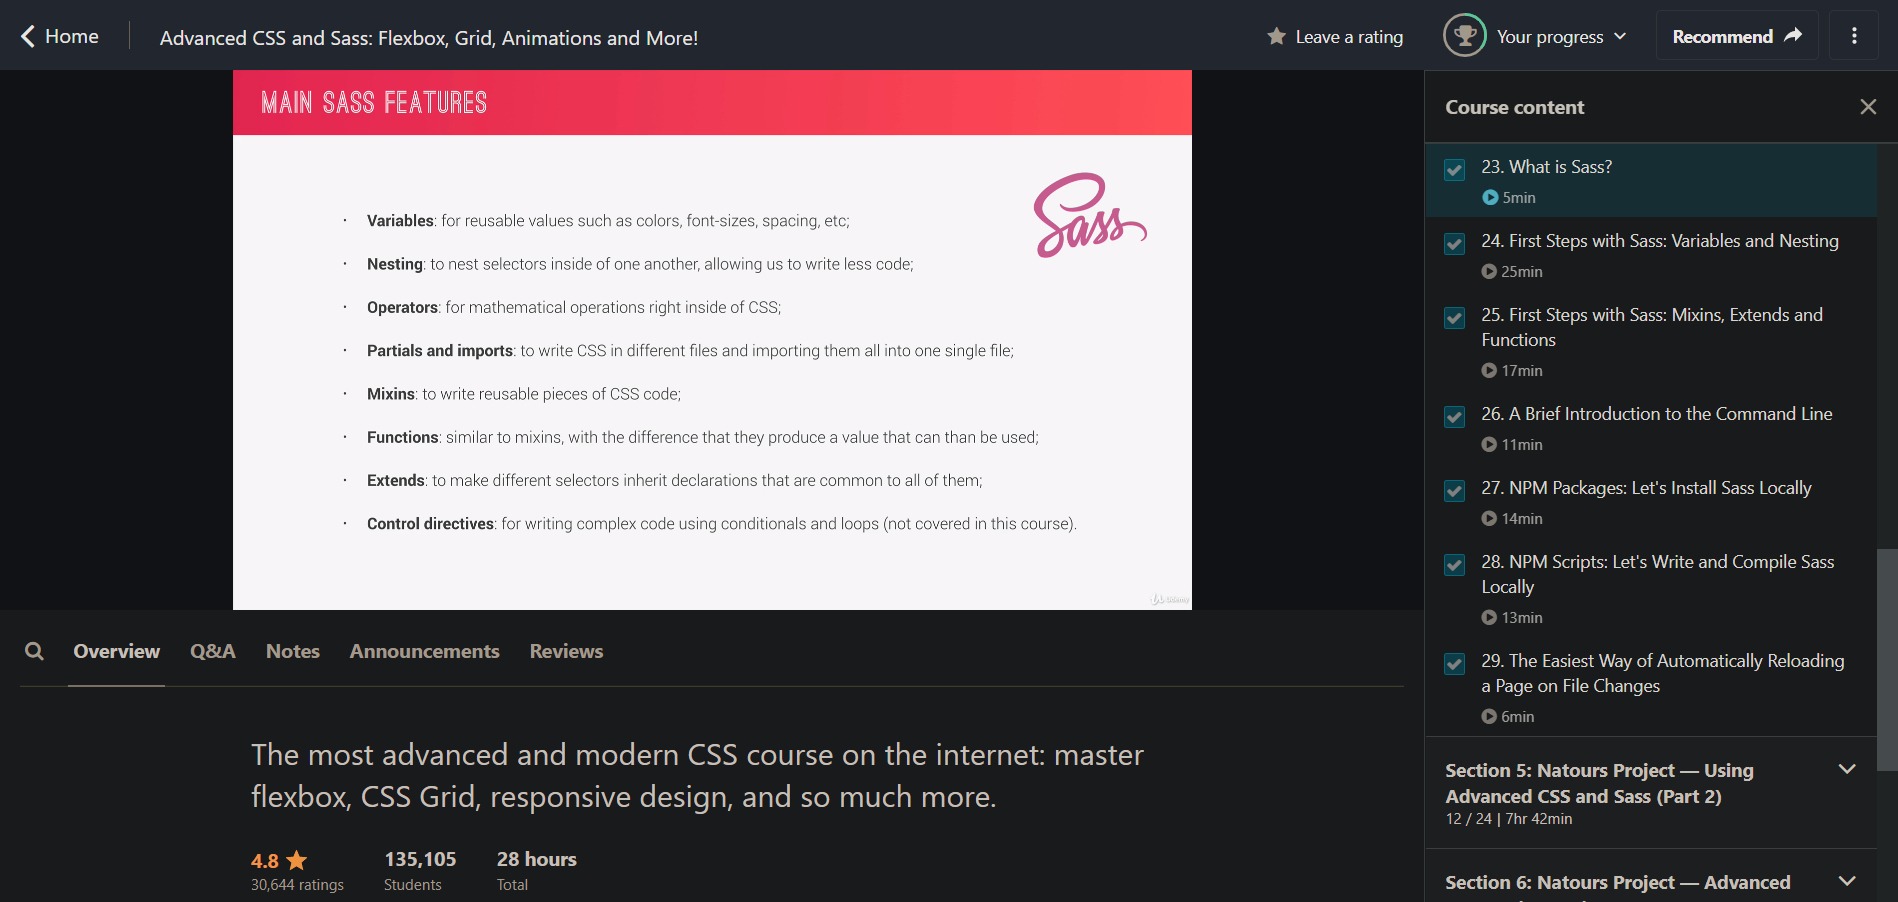 Home
Advanced CSS and Sass: Flexbox, Grid, Animations and More!
Leave a rating
Your progress
Recommend
MAIN SASS FEATURES
Sass
· Variables: for reusable values such as colors, font-sizes, spacing, etc;
· Nesting: to nest selectors inside of one another, allowing us to write less code;
· Operators: for mathematical operations right inside of CSS;
· Partials and imports: to write CSS in different files and importing them all into one single file;
· Mixins: to write reusable pieces of CSS code;
· Functions: similar to mixins, with the difference that they produce a value that can than be used;
· Extends: to make different selectors inherit declarations that are common to all of them;
· Control directives: for writing complex code using conditionals and loops (not covered in this course).
Udemy
Overview
Q&A
Notes
Announcements
Reviews
The most advanced and modern CSS course on the internet: master
flexbox, CSS Grid, responsive design, and so much more.
4.8
30,644 ratings
135,105
Students
28 hours
Total
Course content
23. What is Sass?
5min
24. First Steps with Sass: Variables and Nesting
25min
25. First Steps with Sass: Mixins, Extends and
Functions
17min
26. A Brief Introduction to the Command Line
11min
27. NPM Packages: Let's Install Sass Locally
14min
28. NPM Scripts: Let's Write and Compile Sass
Locally
13min
29. The Easiest Way of Automatically Reloading
a Page on File Changes
6min
Section 5: Natours Project — Using
Advanced CSS and Sass (Part 2)
12 / 24 | 7hr 42min
Section 6: Natours Project — Advanced